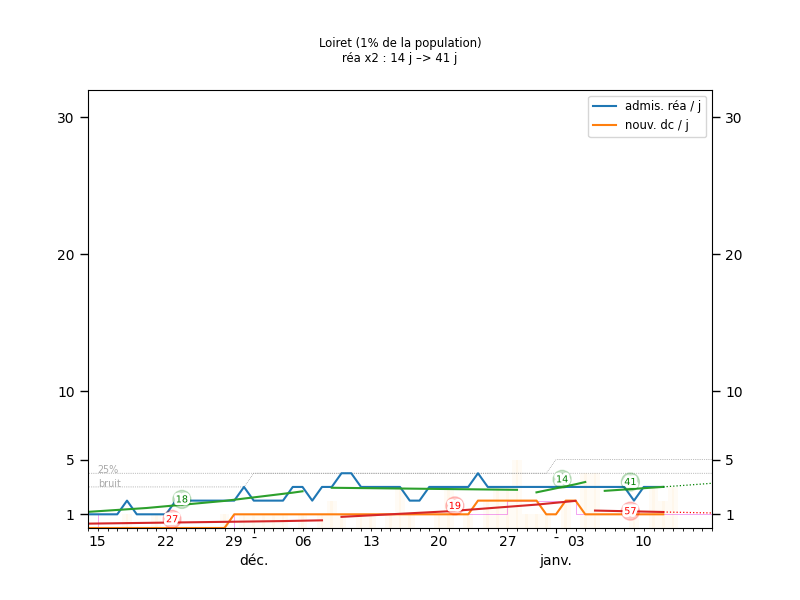 Loiret (1% de la population)
réa x2 : 14 j –> 41 j
admis. réa / j
nouv. dc / j
30 30
20 20
10 10
5 5
1 1
25%
bruit
18
27
19
14
41
57
15 22 29 - 06 13 20 27 - 03 10
déc. janv.